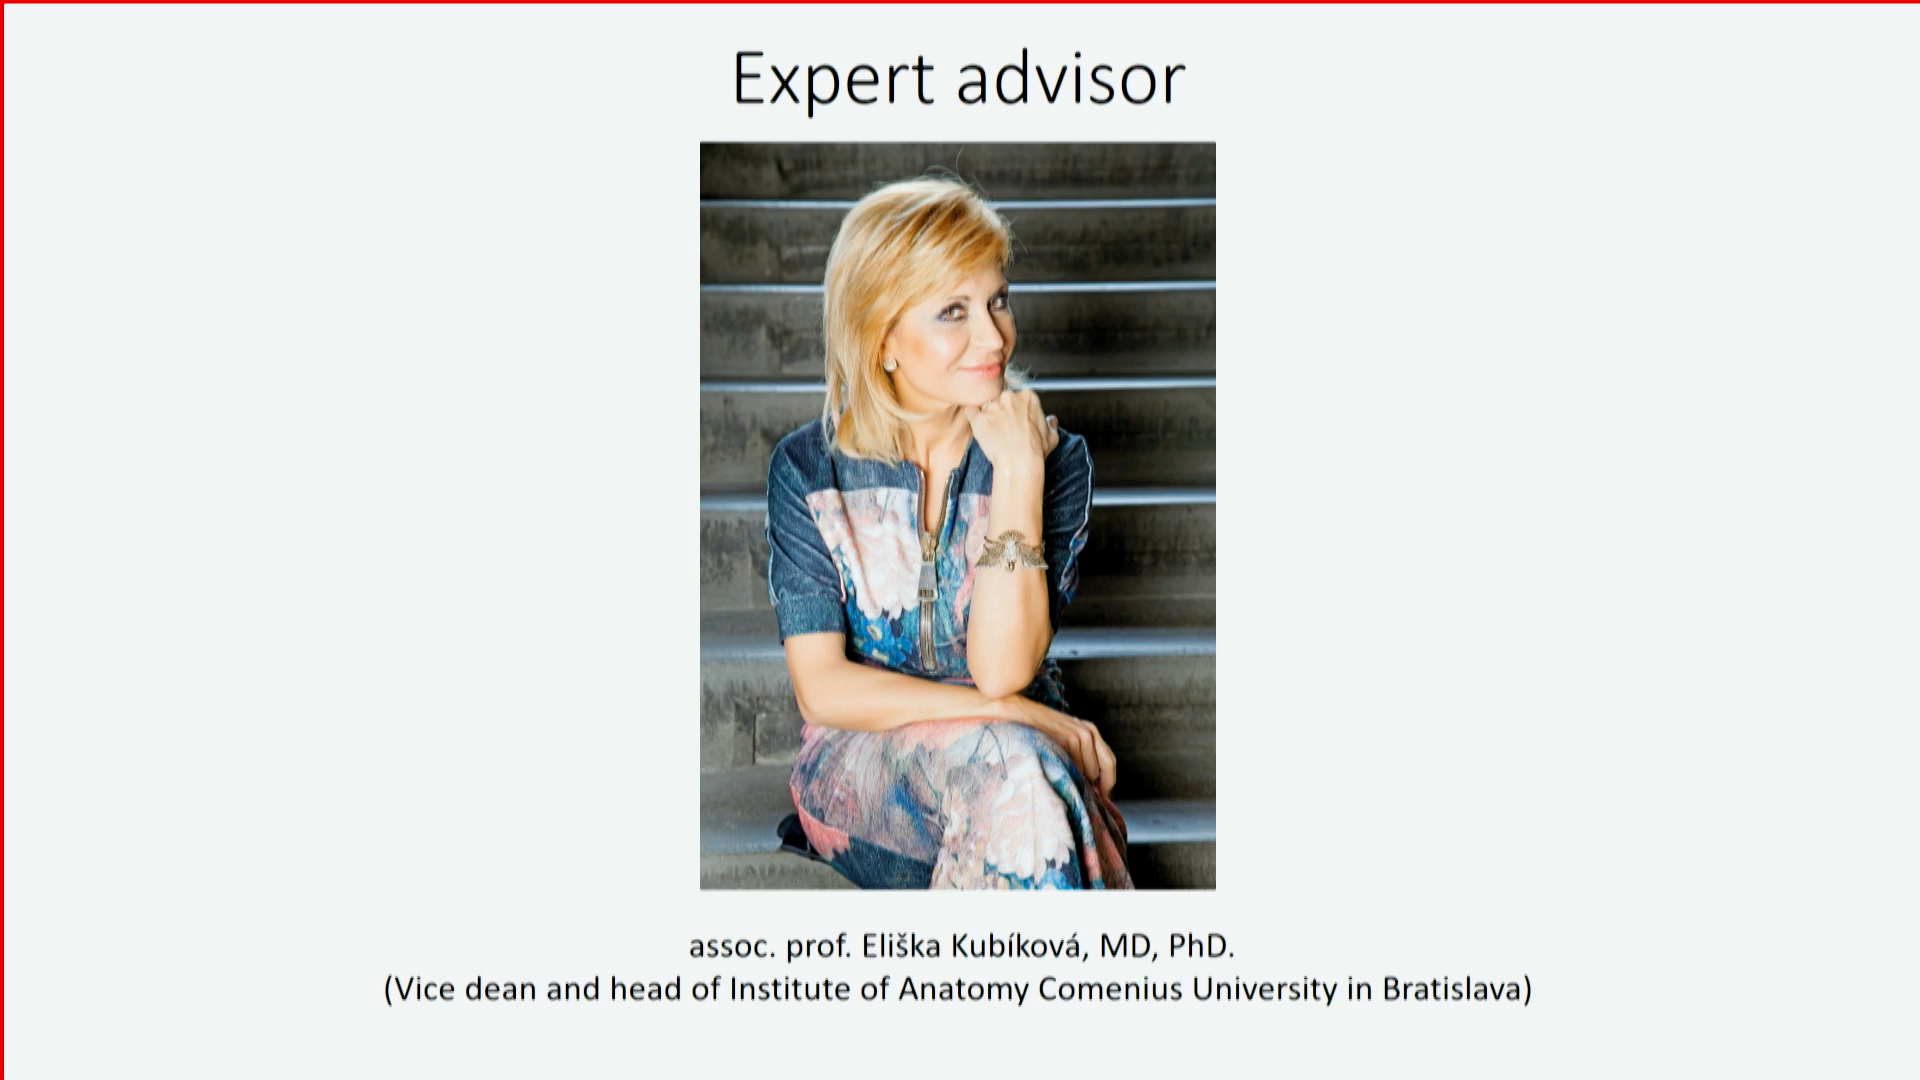 Expert advisor
assoc. prof. Eliška Kubíková, MD, PhD.
(Vice dean and head of Institute of Anatomy Comenius University in Bratislava)